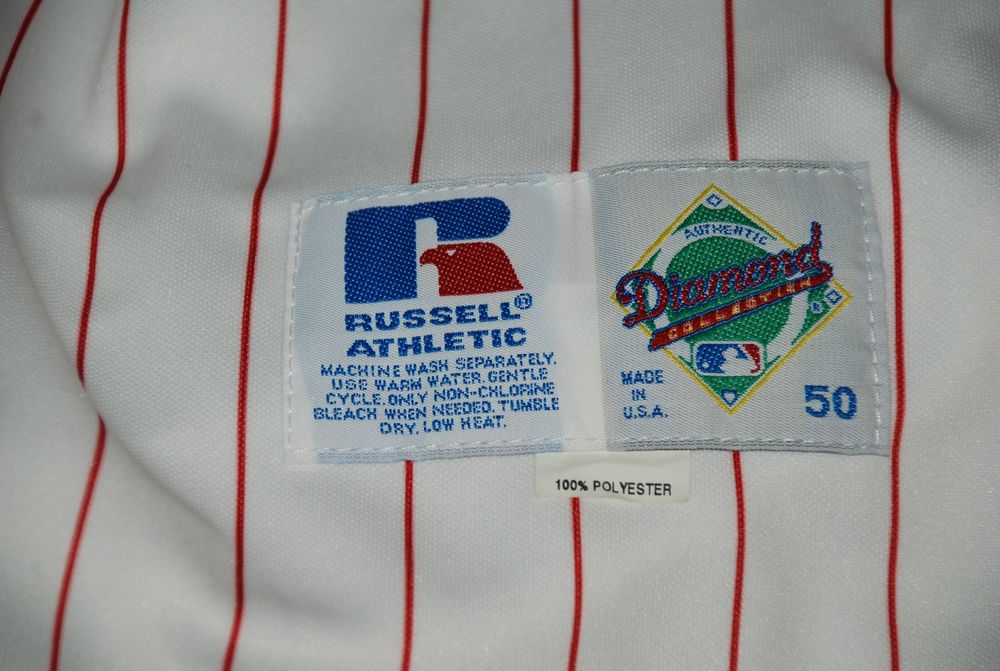 RUSSELL®
ATHLETIC
MACHINE WASH SEPARATELY.
USE WARM WATER. GENTLE
CYCLE. ONLY NON-CHLORINE
BLEACH WHEN NEEDED. TUMBLE
DRY. LOW HEAT.
AUTHENTIC
Diamond
COLLECTION
®
MADE
IN
U.S.A.
50
100% POLYESTER